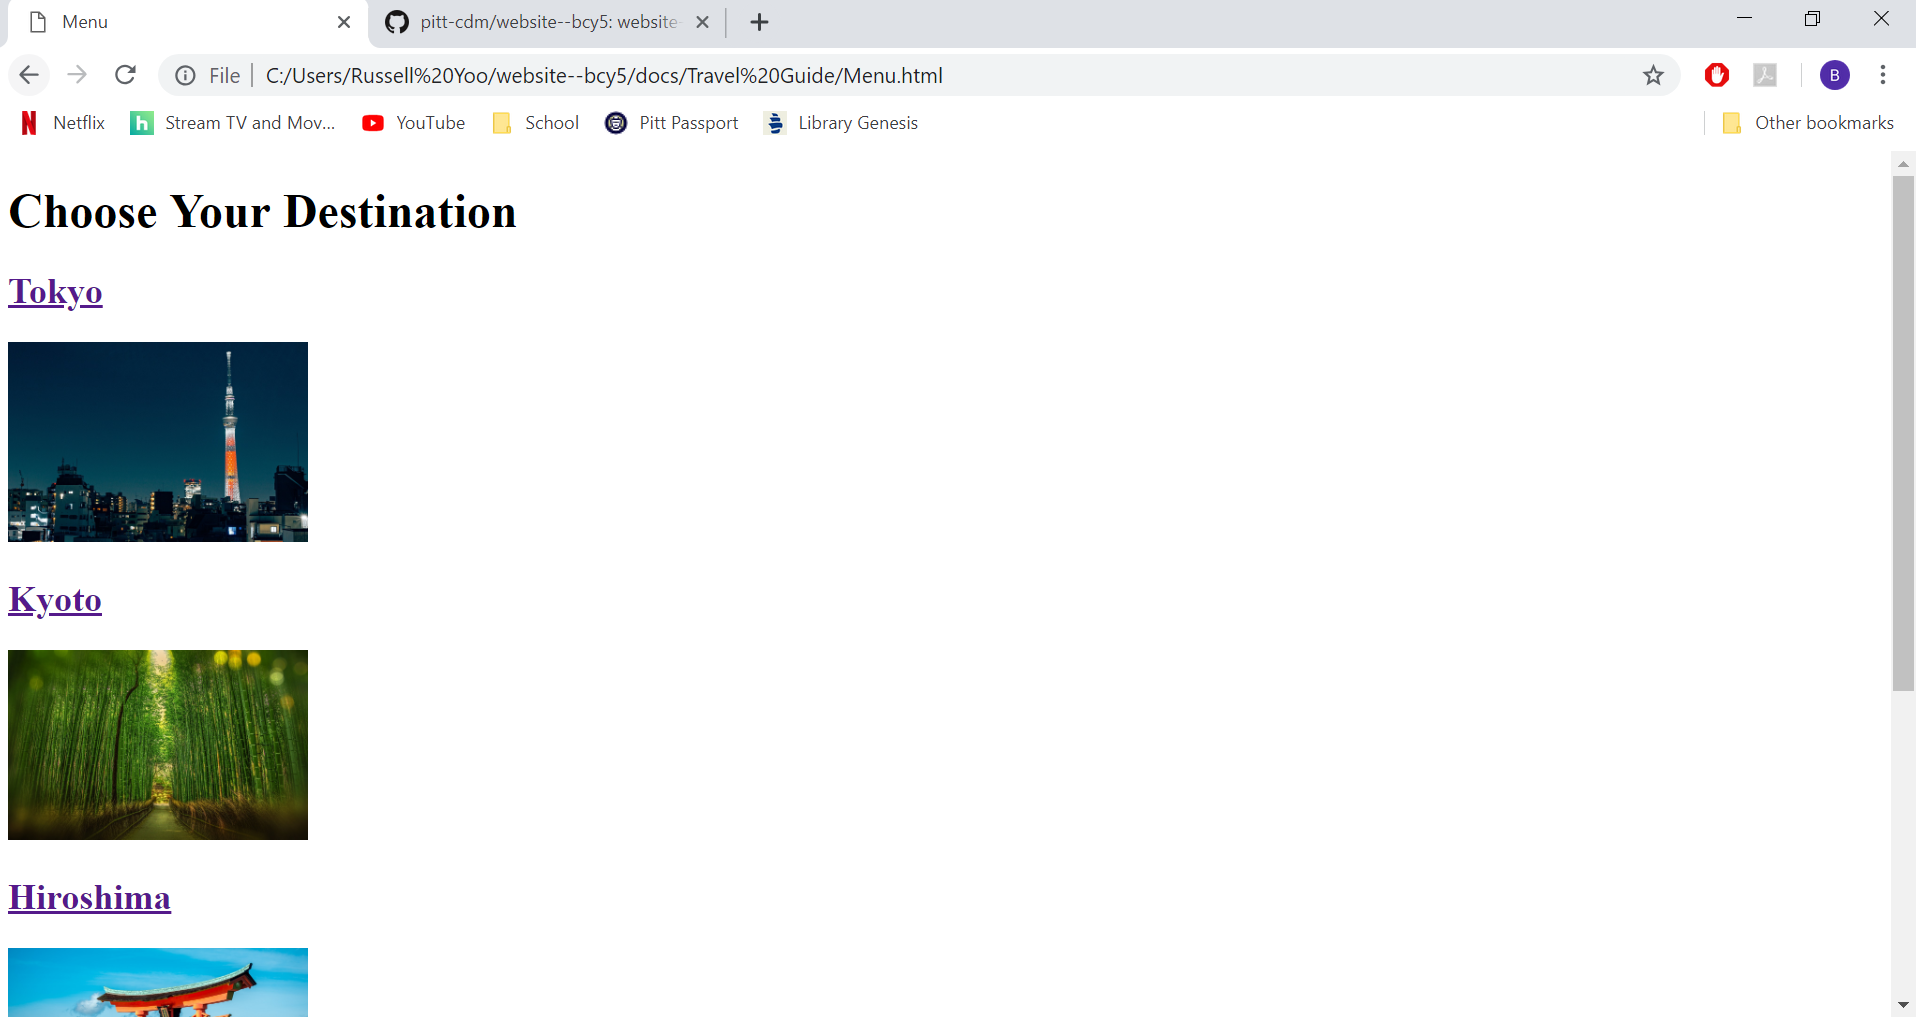 Menu
pitt-cdm/website--bcy5: website-
File
C:/Users/Russell%20Yoo/website--bcy5/docs/Travel%20Guide/Menu.html
B
Netflix
Stream TV and Mov...
YouTube
School
Pitt Passport
Library Genesis
Other bookmarks
Choose Your Destination
Tokyo
Kyoto
Hiroshima